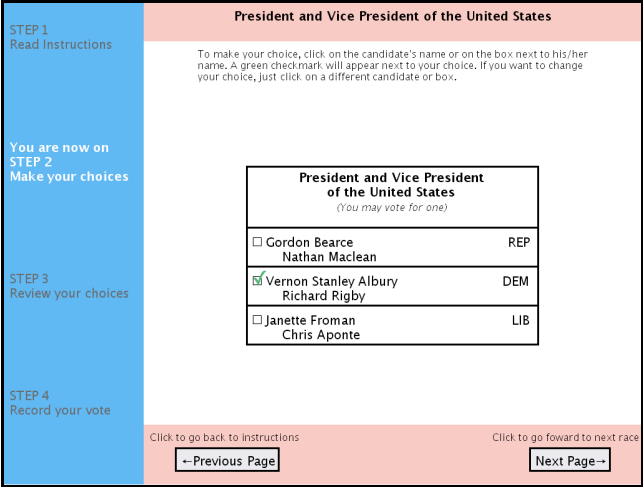 STEP 1
Read Instructions
You are now on
STEP 2
Make your choices
STEP 3
Review your choices
STEP 4
Record your vote
President and Vice President of the United States
To make your choice, click on the candidate's name or on the box next to his/her
name. A green checkmark will appear next to your choice. If you want to change
your choice, just click on a different candidate or box.
President and Vice President
of the United States
(You may vote for one)
Gordon Bearce REP
Nathan Maclean
Vernon Stanley Albury DEM
Richard Rigby
Janette Froman LIB
Chris Aponte
Click to go back to instructions
←Previous Page
Click to go foward to next race
Next Page→